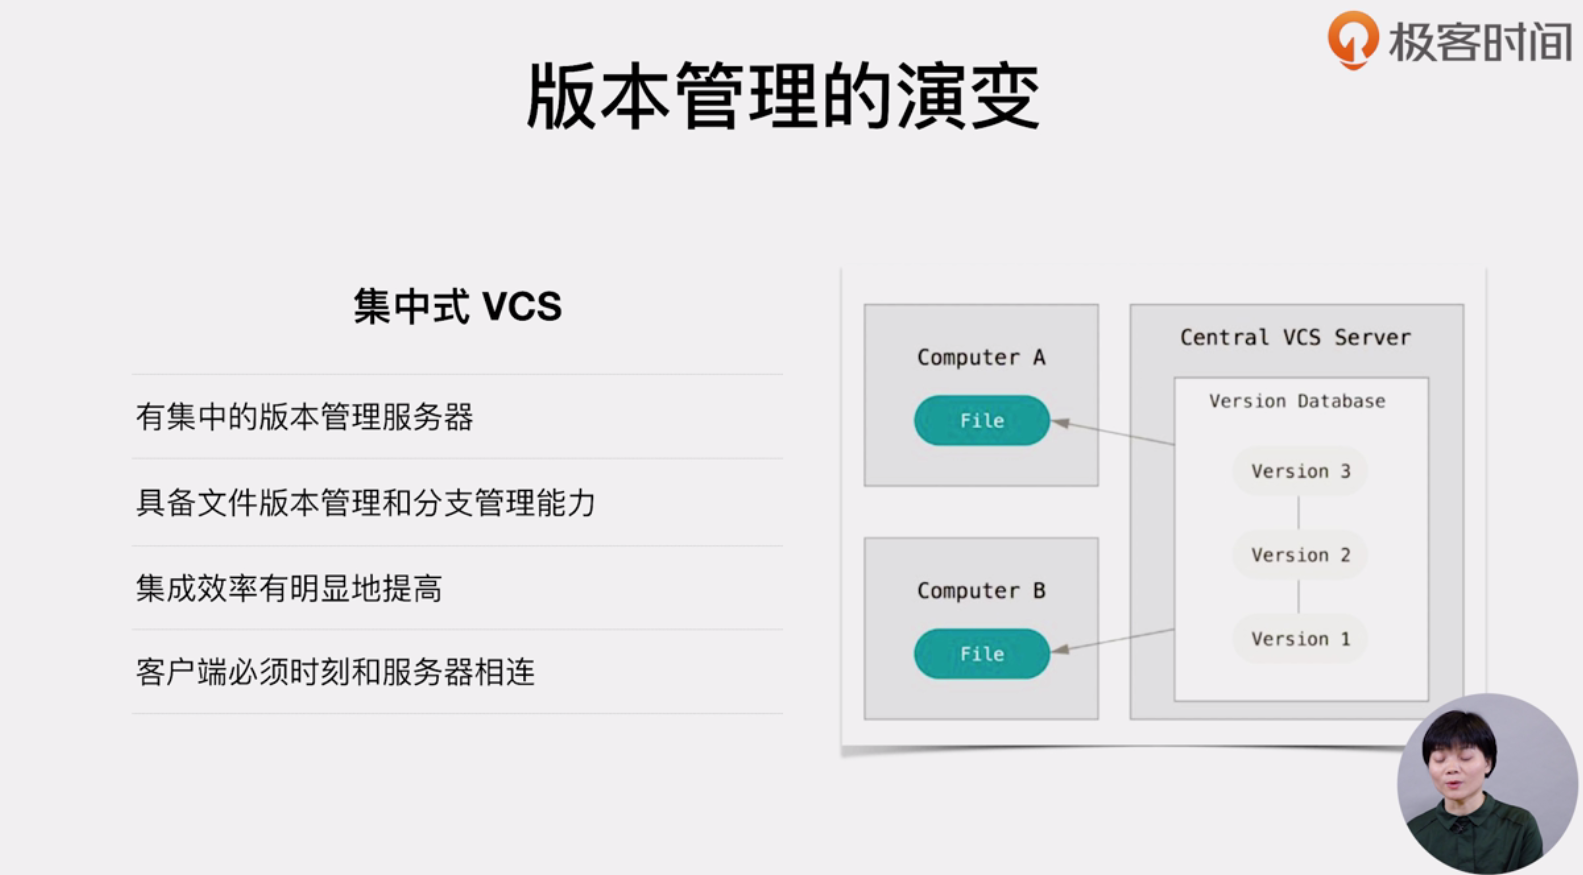 极客时间
版本管理的演变
集中式 VCS
有集中的版本管理服务器
具备文件版本管理和分支管理能力
集成效率有明显地提高
客户端必须时刻和服务器相连
Computer A
File
Computer B
File
Central VCS Server
Version Database
Version 3
Version 2
Version 1